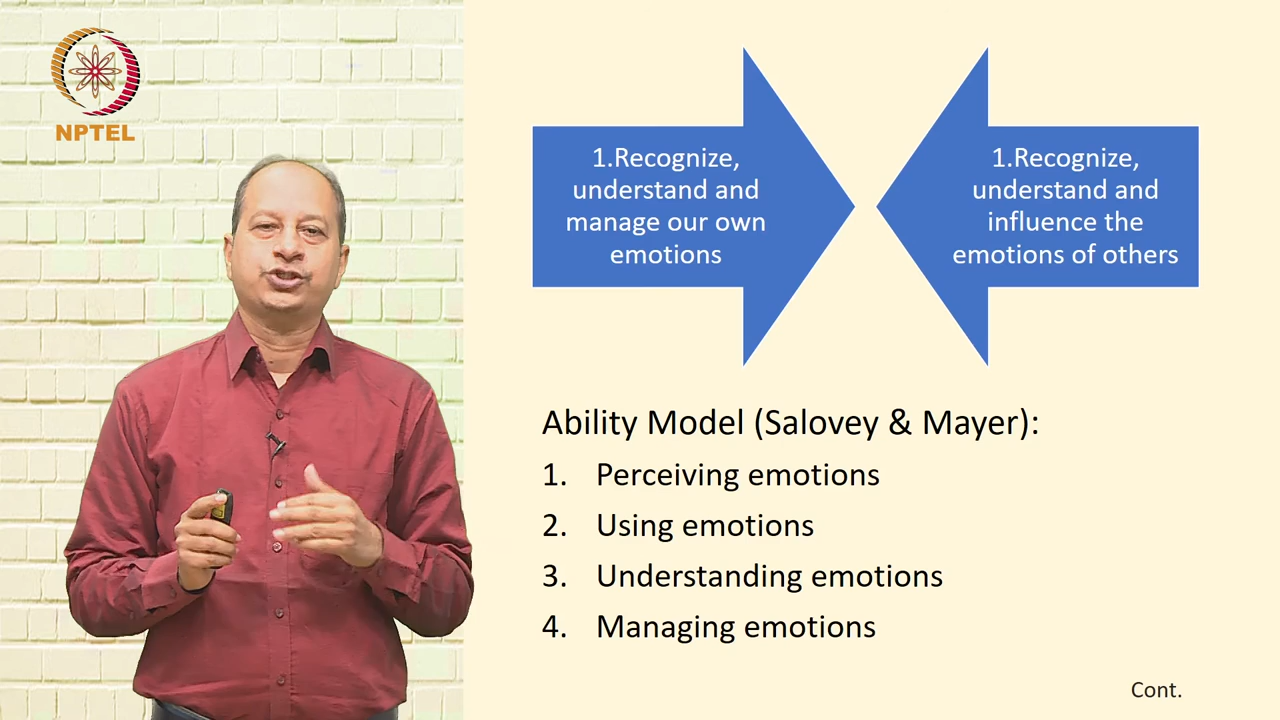 NPTEL
1.Recognize,
understand and
manage our own
emotions
1.Recognize,
understand and
influence the
emotions of others
Ability Model (Salovey & Mayer):
1. Perceiving emotions
2. Using emotions
3. Understanding emotions
4. Managing emotions
Cont.